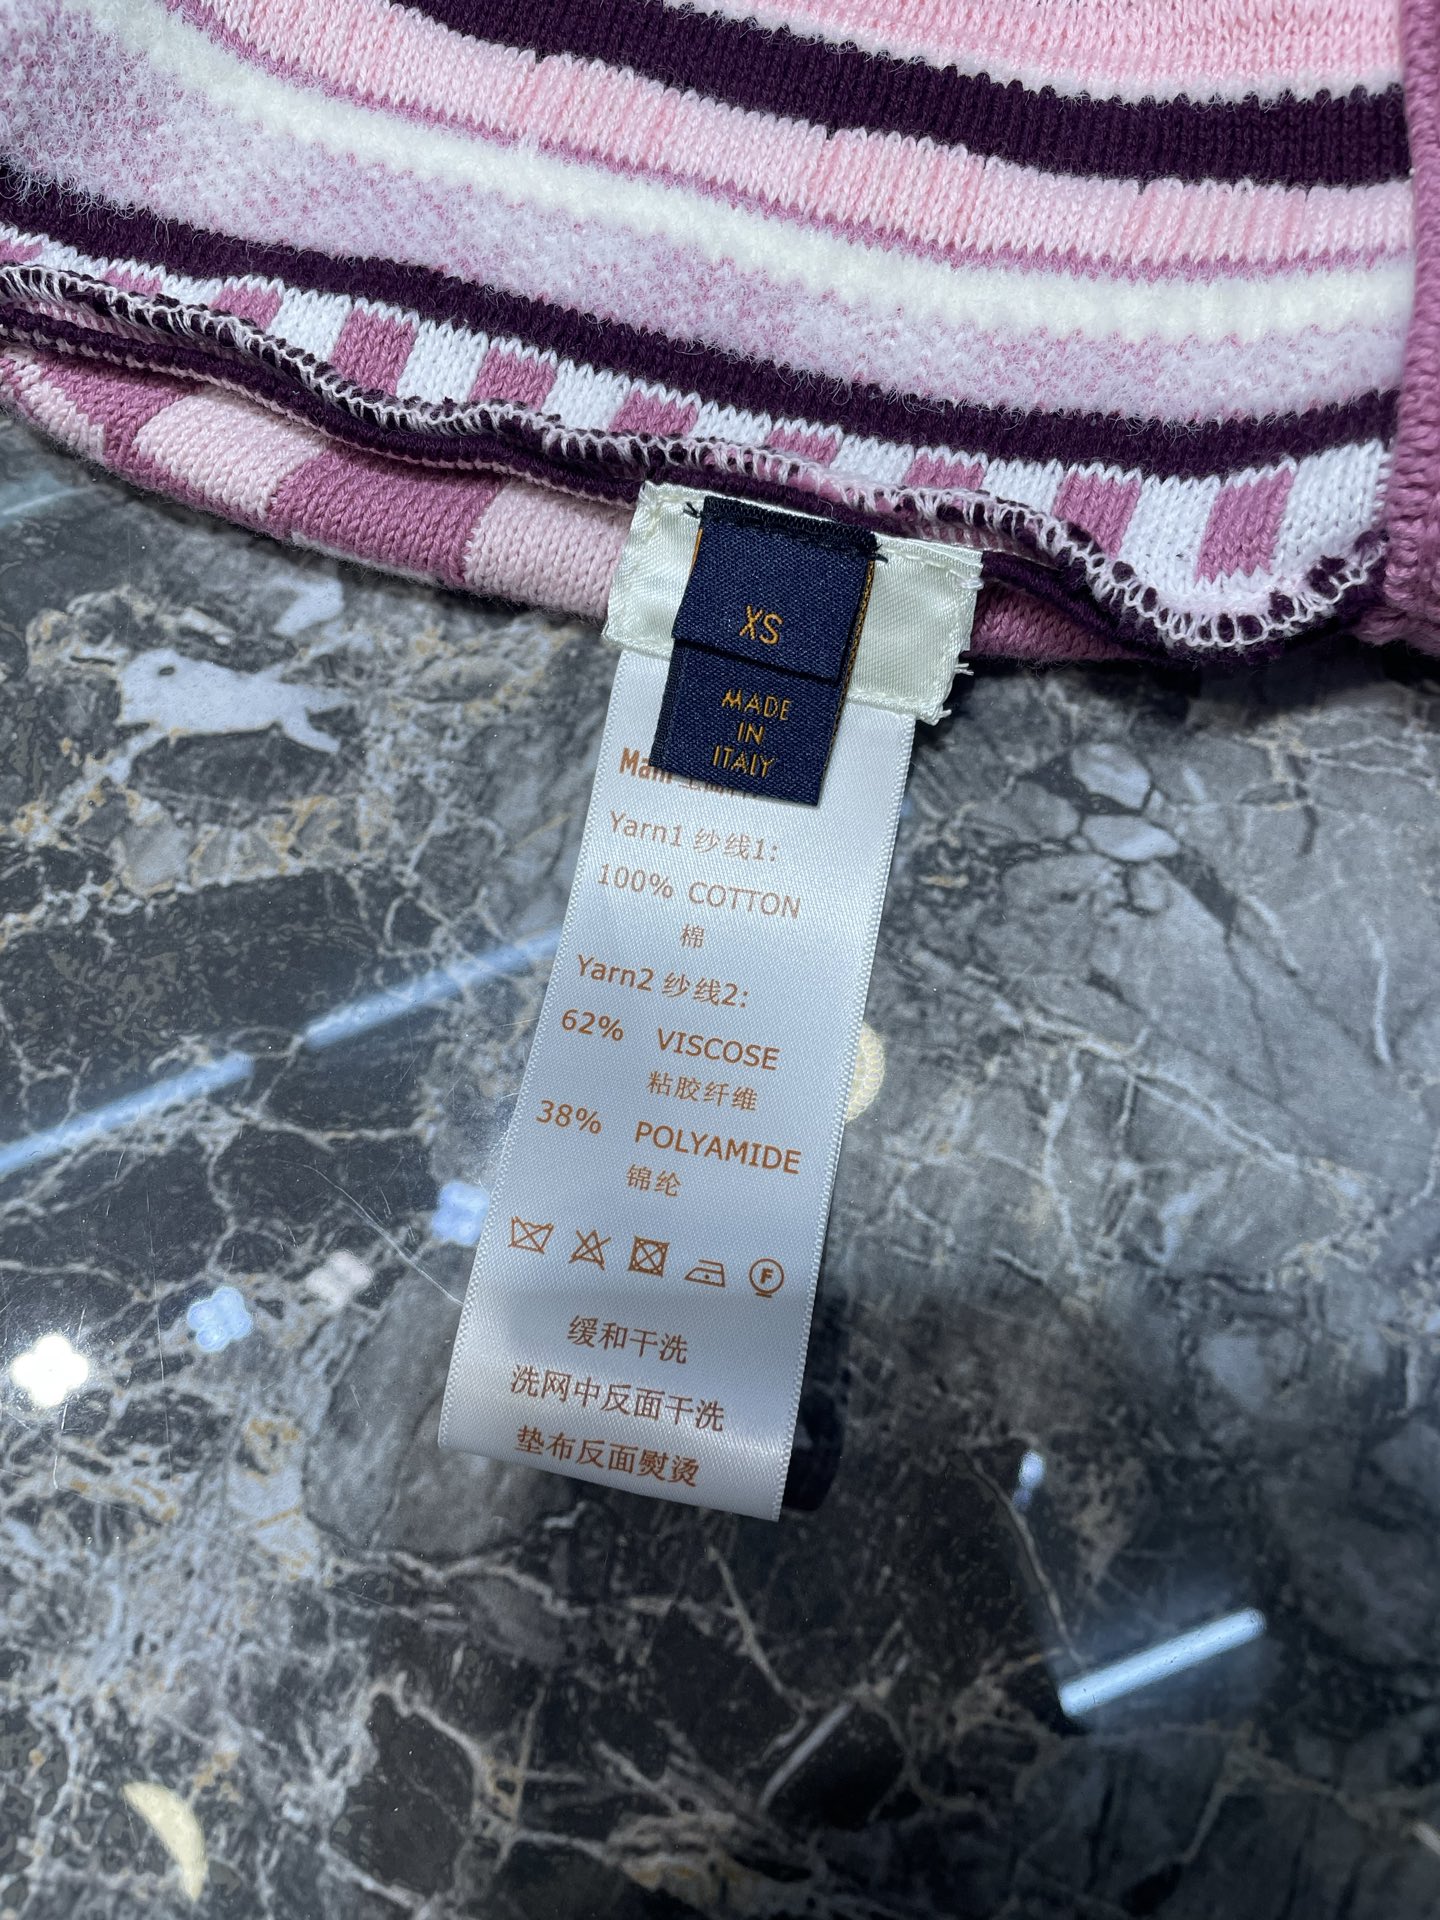 XS
MADE
IN
ITALY
Yarn1 纱线1:
100% COTTON
棉
Yarn2 纱线2:
62% VISCOSE
粘胶纤维
38% POLYAMIDE
锦纶
F
缓和干洗
洗网中反面干洗
垫布反面熨烫